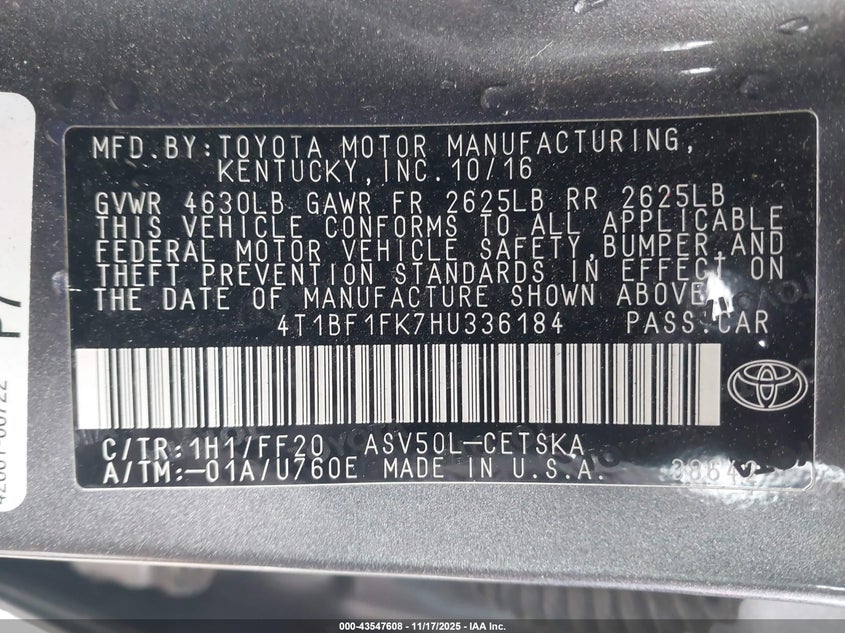 MFD.BY:TOYOTA MOTOR MANUFACTURING,
KENTUCKY,INC.10/16
GVWR 4630LB GAWR FR 2625LB RR 2625LB
THIS VEHICLE CONFORMS TO ALL APPLICABLE
FEDERAL MOTOR VEHICLE SAFETY,BUMPER,AND
THEFT PREVENTION STANDARDS IN EFFECT ON
THE DATE OF MANUFACTURE SHOWN ABOVE.
4T1BF1FK7HU336184 PASS.CAR
C/TR:1H1/FF20 ASV50L-CETSKA
A/TM:-01A/U760E MADE IN U.S.A.
000-43547608 - 11/17/2025 - IAA Inc.